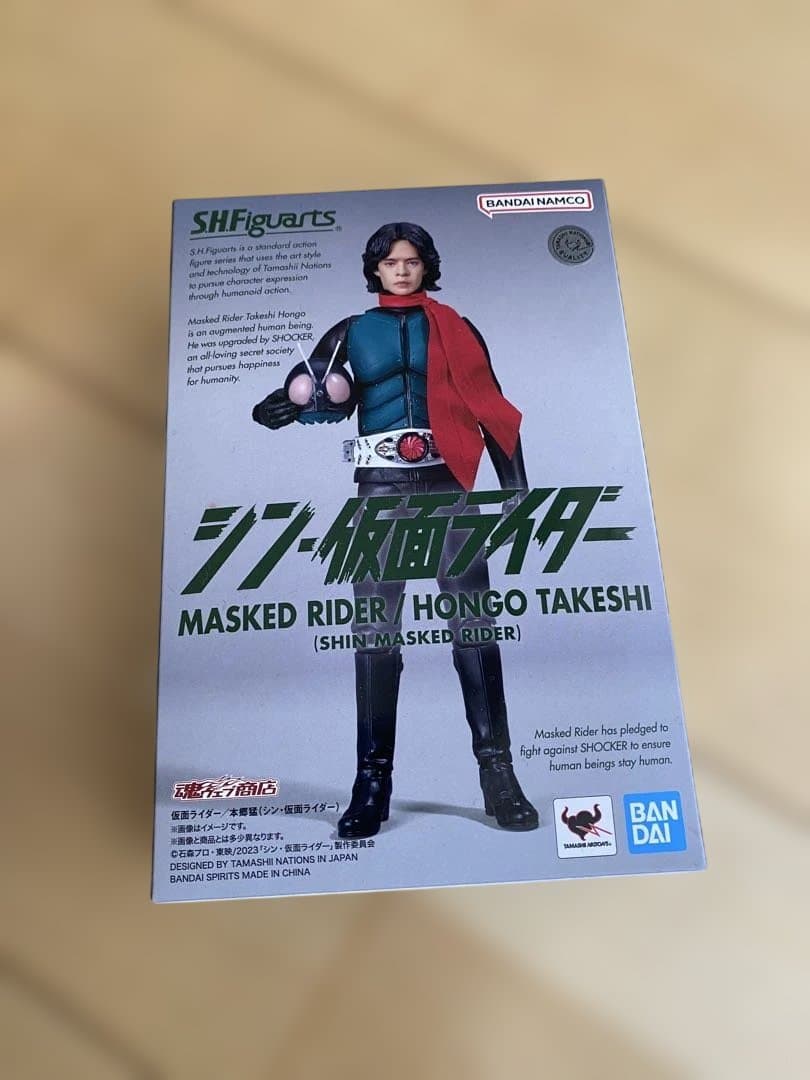 S.H.Figuarts®
BANDAI NAMCO
S.H.Figuarts is a standard action
figure series that uses the art style
and technology of Tamashii Nations
to pursue character expression
through humanoid action.
Masked Rider Takeshi Hongo
is an augmented human being.
He was upgraded by SHOCKER,
an all-loving secret society
that pursues happiness
for humanity.
シン・仮面ライダー
MASKED RIDER / HONGO TAKESHI
(SHIN MASKED RIDER)
Masked Rider has pledged to
fight against SHOCKER to ensure
human beings stay human.
魂ウェブ商店
仮面ライダー/本郷猛(シン・仮面ライダー)
※画像はイメージです。
※画像と商品とは多少異なります。
©石森プロ・東映/2023「シン・仮面ライダー」製作委員会
DESIGNED BY TAMASHII NATIONS IN JAPAN
BANDAI SPIRITS MADE IN CHINA
TAMASHII NATIONS
BAN
DAI